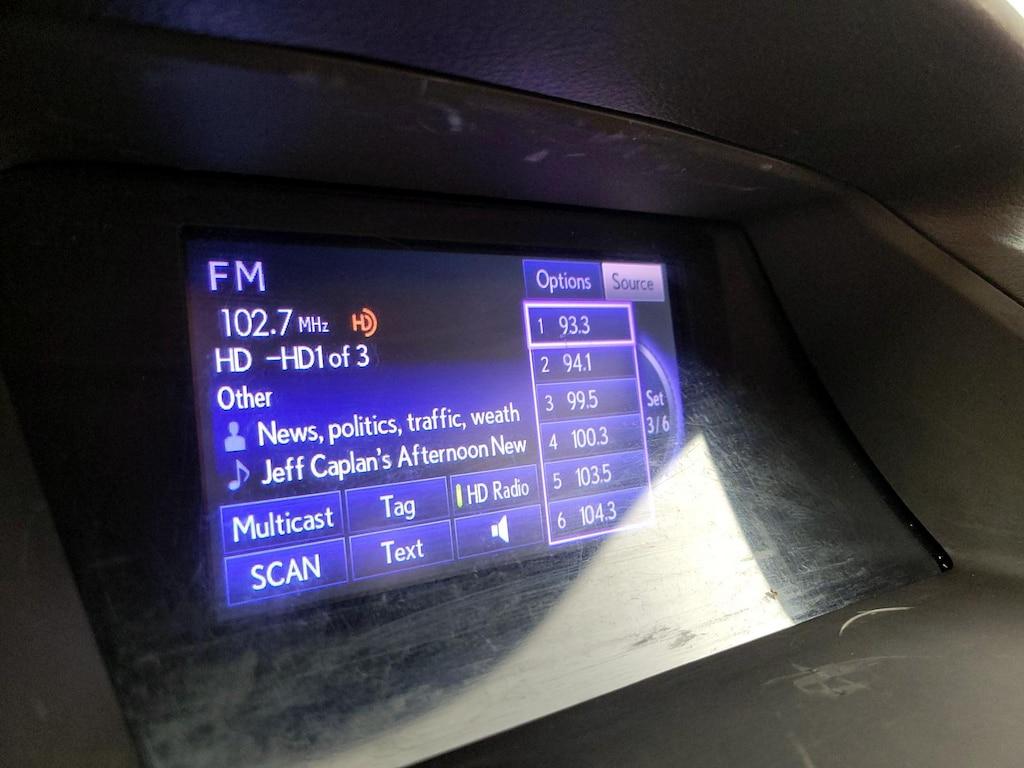 FM
Options Source
102.7 MHz HD
HD -HD1 of 3
Other
News, politics, traffic, weath
Jeff Caplan's Afternoon New
1 93.3
2 94.1
3 99.5
4 100.3
5 103.5
6 104.3
Set
3/6
Multicast Tag HD Radio
SCAN Text